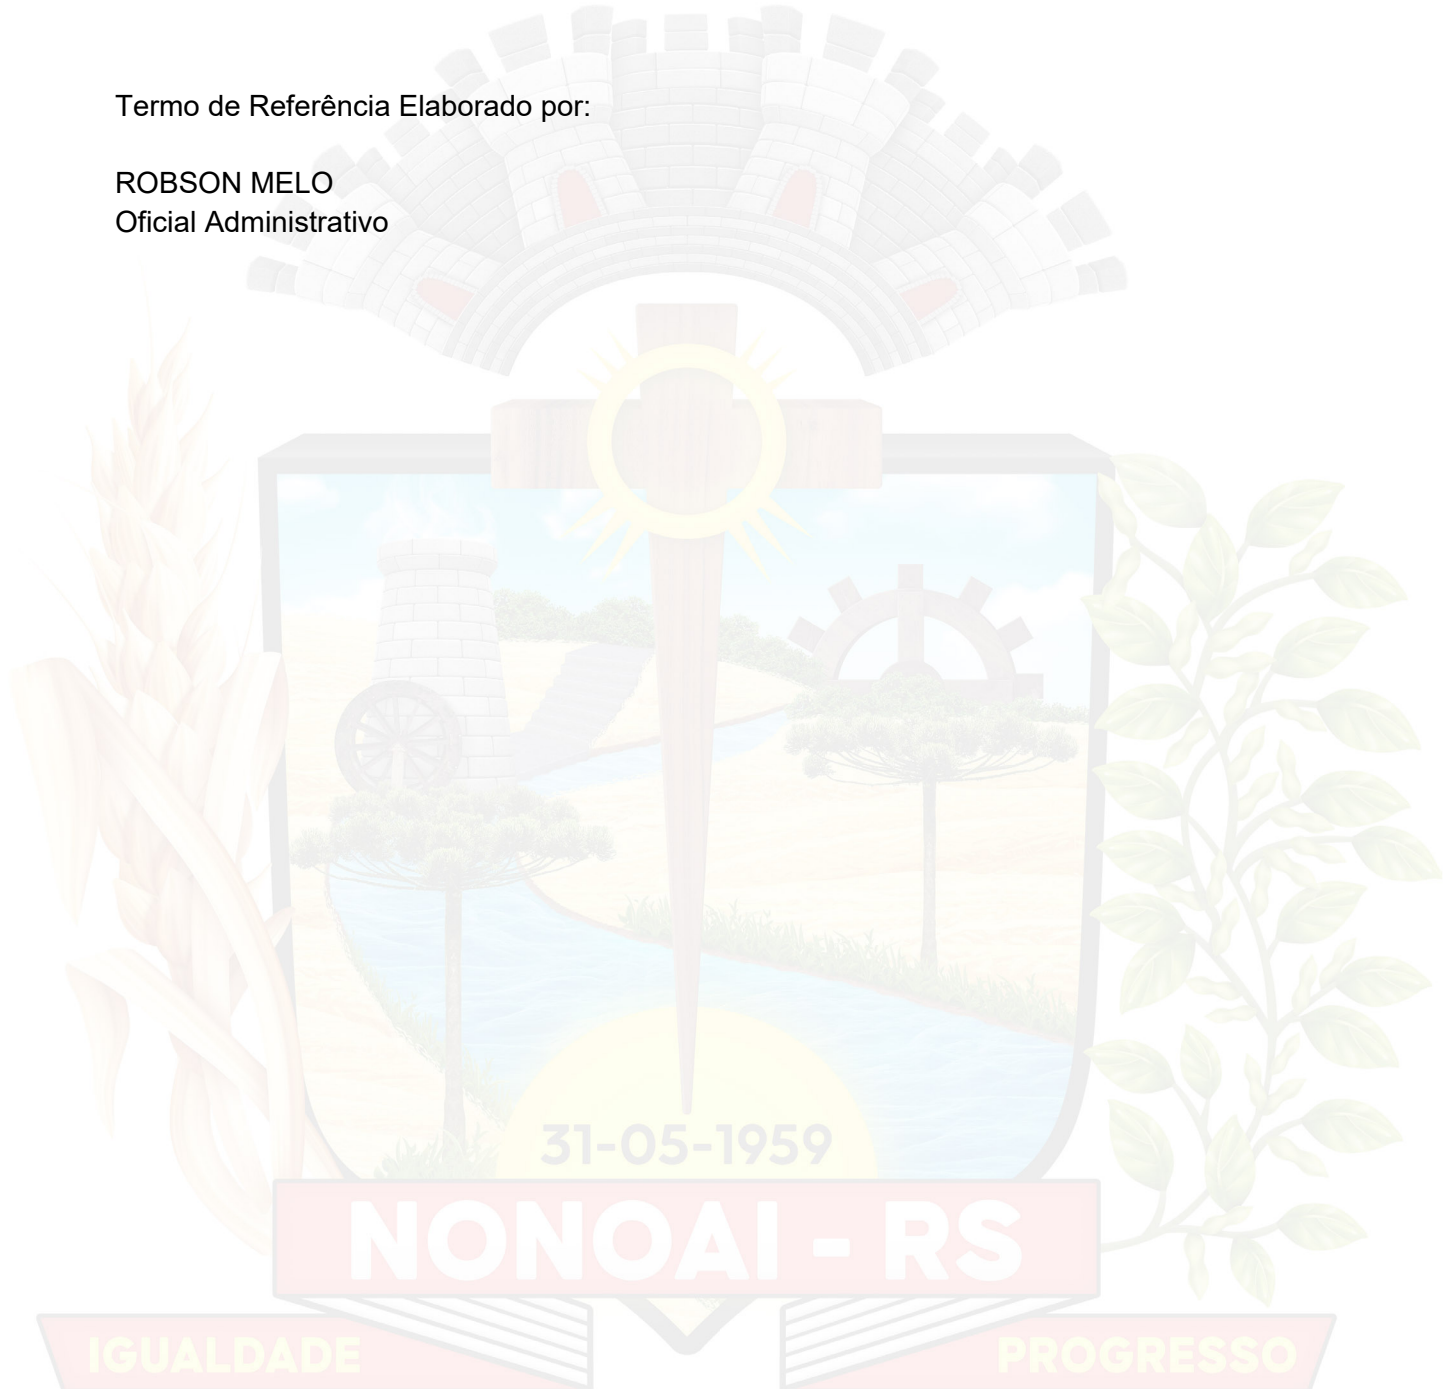 Termo de Referência Elaborado por:
ROBSON MELO
Oficial Administrativo
31-05-1959
NONOAI - RS
IGUALDADE
PROGRESSO